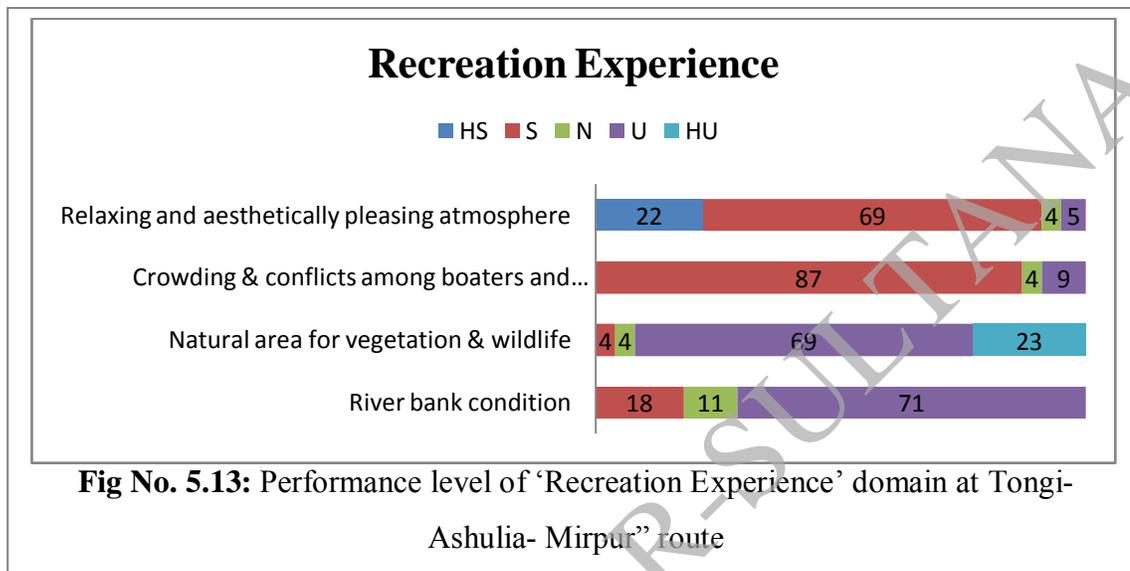 Recreation Experience
HS S N U HU
Relaxing and aesthetically pleasing atmosphere 22 69 4 5
Crowding & conflicts among boaters and... 87 4 9
Natural area for vegetation & wildlife 4 4 69 23
River bank condition 18 11 71
Fig No. 5.13: Performance level of ‘Recreation Experience’ domain at Tongi-
Ashulia- Mirpur” route
R-SULTANA